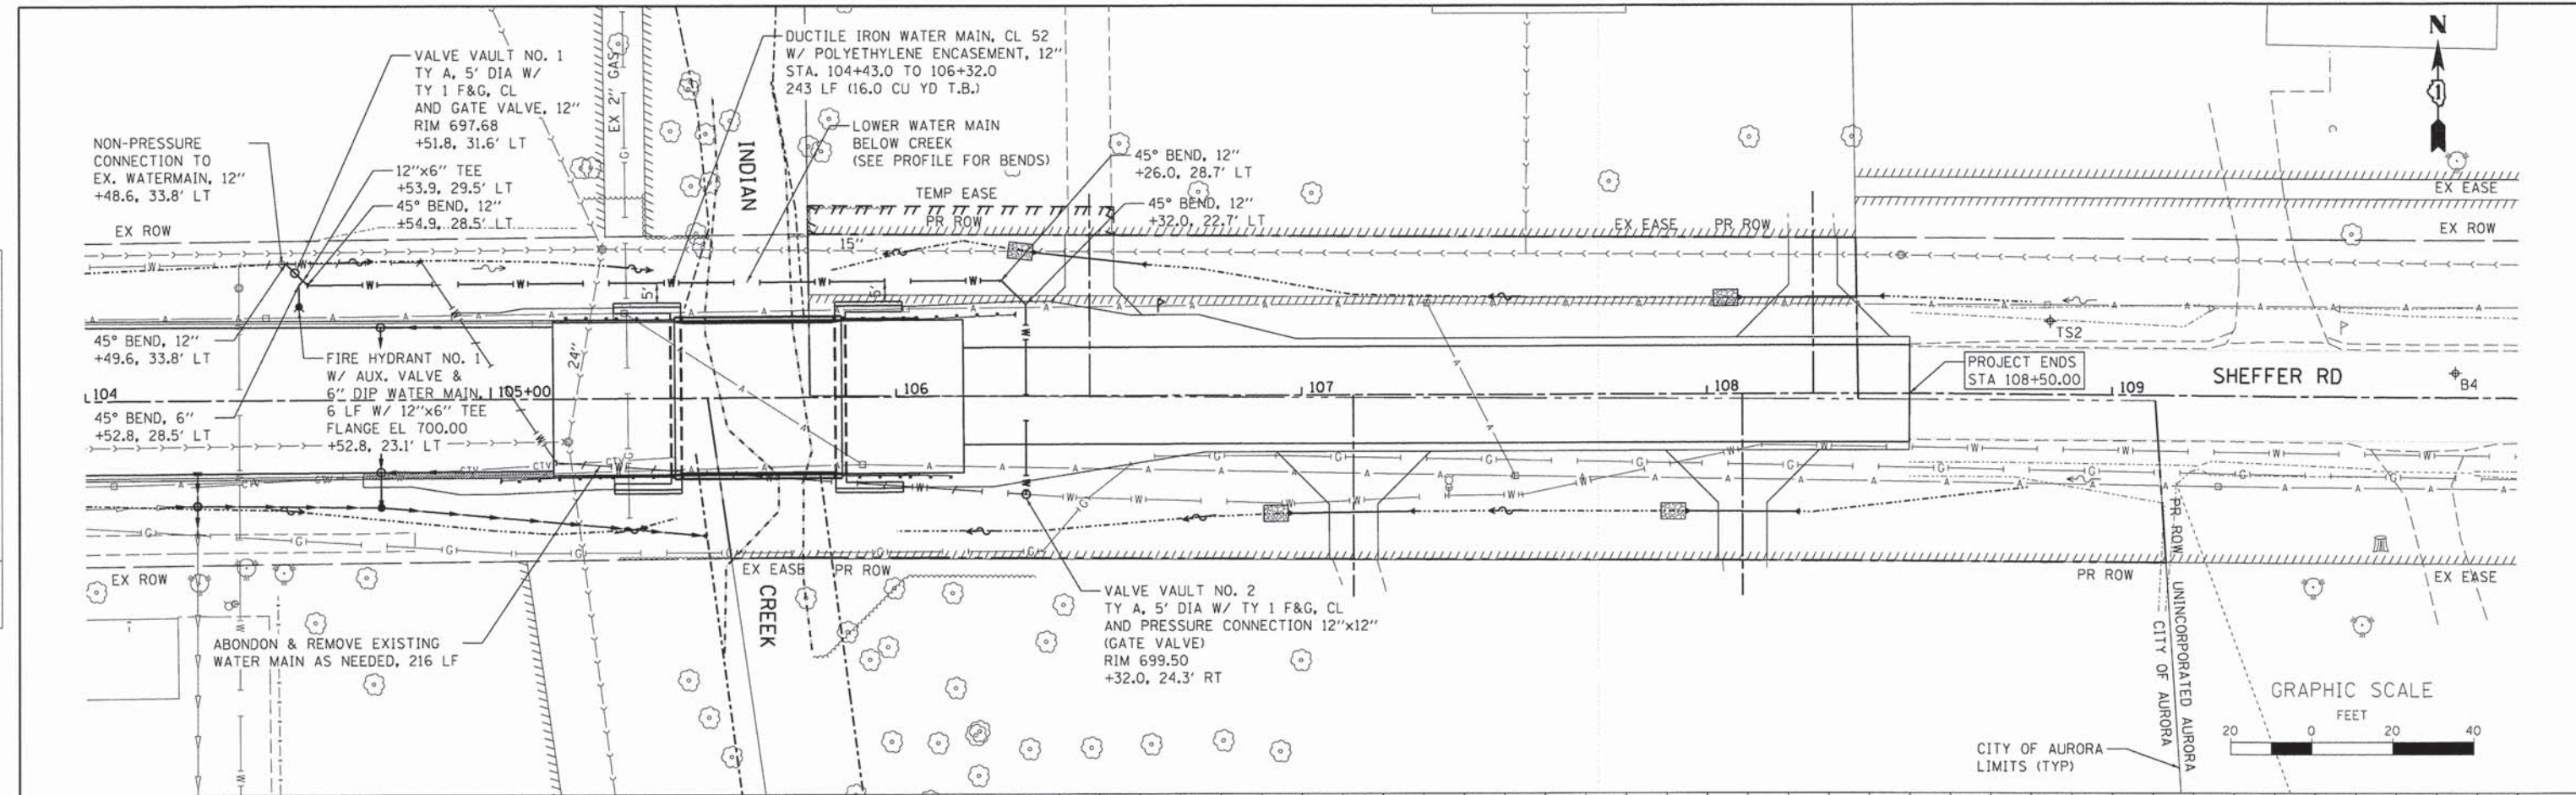 VALVE VAULT NO. 1
TY A, 5' DIA W/
TY 1 F&G, CL
AND GATE VALVE, 12"
RIM 697.68
+51.8, 31.6' LT
EX 2" GAS
DUCTILE IRON WATER MAIN, CL 52
W/ POLYETHYLENE ENCASEMENT, 12"
STA. 104+43.0 TO 106+32.0
243 LF (16.0 CU YD T.B.)
N
1
NON-PRESSURE
CONNECTION TO
EX. WATERMAIN, 12"
+48.6, 33.8' LT
12"x6" TEE
+53.9, 29.5' LT
45° BEND, 12"
+54.9, 28.5' LT
INDIAN
LOWER WATER MAIN
BELOW CREEK
(SEE PROFILE FOR BENDS)
45° BEND, 12"
+26.0, 28.7' LT
45° BEND, 12"
+32.0, 22.7' LT
TEMP EASE
PR ROW
EX ROW
15"
EX EASE
PR ROW
EX EASE
EX ROW
5'
5'
TS2
45° BEND, 12"
+49.6, 33.8' LT
FIRE HYDRANT NO. 1
W/ AUX. VALVE &
6" DIP WATER MAIN,
6 LF W/ 12"x6" TEE
FLANGE EL 700.00
+52.8, 23.1' LT
24"
104
105+00
106
107
108
109
PROJECT ENDS
STA 108+50.00
SHEFFER RD
B4
45° BEND, 6"
+52.8, 28.5' LT
EX ROW
EX EASE
PR ROW
PR ROW
PR ROW
EX EASE
CREEK
ABONDON & REMOVE EXISTING
WATER MAIN AS NEEDED, 216 LF
VALVE VAULT NO. 2
TY A, 5' DIA W/ TY 1 F&G, CL
AND PRESSURE CONNECTION 12"x12"
(GATE VALVE)
RIM 699.50
+32.0, 24.3' RT
UNINCORPORATED AURORA
CITY OF AURORA
CITY OF AURORA
LIMITS (TYP)
GRAPHIC SCALE
FEET
20 0 20 40